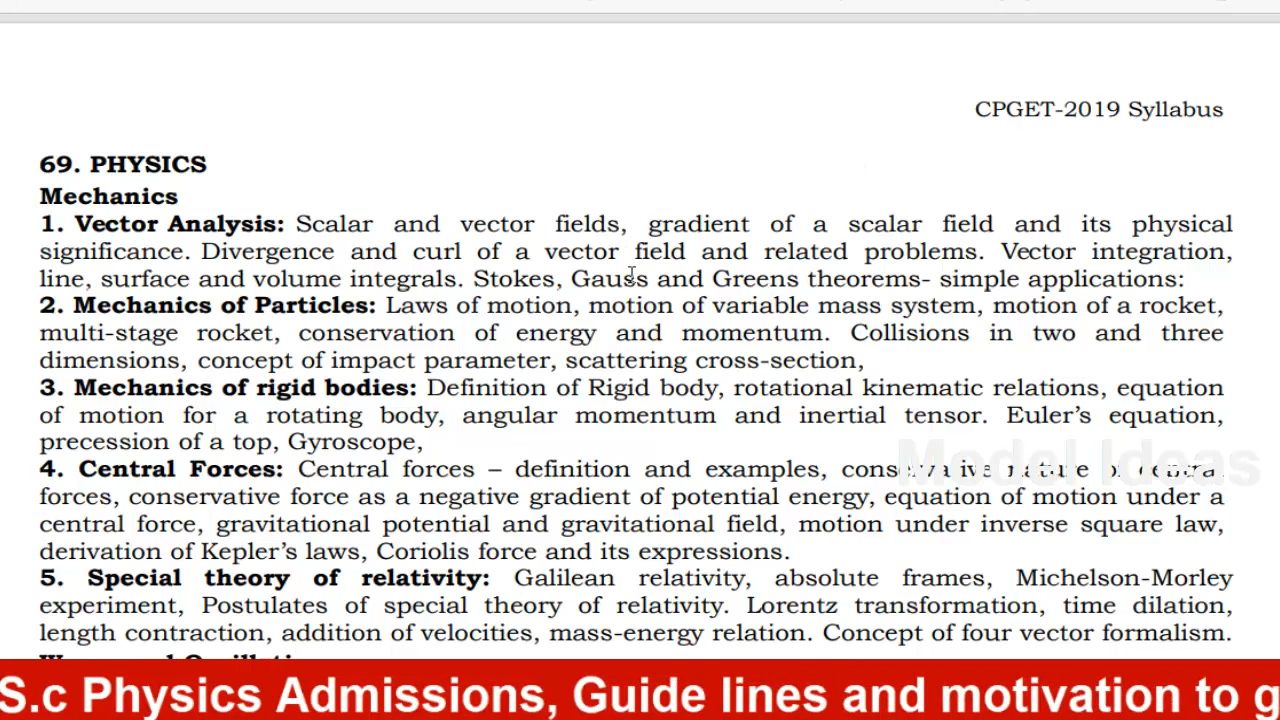 CPGET-2019 Syllabus
69. PHYSICS
Mechanics
1. Vector Analysis: Scalar and vector fields, gradient of a scalar field and its physical
significance. Divergence and curl of a vector field and related problems. Vector integration,
line, surface and volume integrals. Stokes, Gauss and Greens theorems- simple applications:
2. Mechanics of Particles: Laws of motion, motion of variable mass system, motion of a rocket,
multi-stage rocket, conservation of energy and momentum. Collisions in two and three
dimensions, concept of impact parameter, scattering cross-section,
3. Mechanics of rigid bodies: Definition of Rigid body, rotational kinematic relations, equation
of motion for a rotating body, angular momentum and inertial tensor. Euler's equation,
precession of a top, Gyroscope,
Model Ideas
4. Central Forces: Central forces – definition and examples, conservative nature of central
forces, conservative force as a negative gradient of potential energy, equation of motion under a
central force, gravitational potential and gravitational field, motion under inverse square law,
derivation of Kepler's laws, Coriolis force and its expressions.
5. Special theory of relativity: Galilean relativity, absolute frames, Michelson-Morley
experiment, Postulates of special theory of relativity. Lorentz transformation, time dilation,
length contraction, addition of velocities, mass-energy relation. Concept of four vector formalism.
S.c Physics Admissions, Guide lines and motivation to g